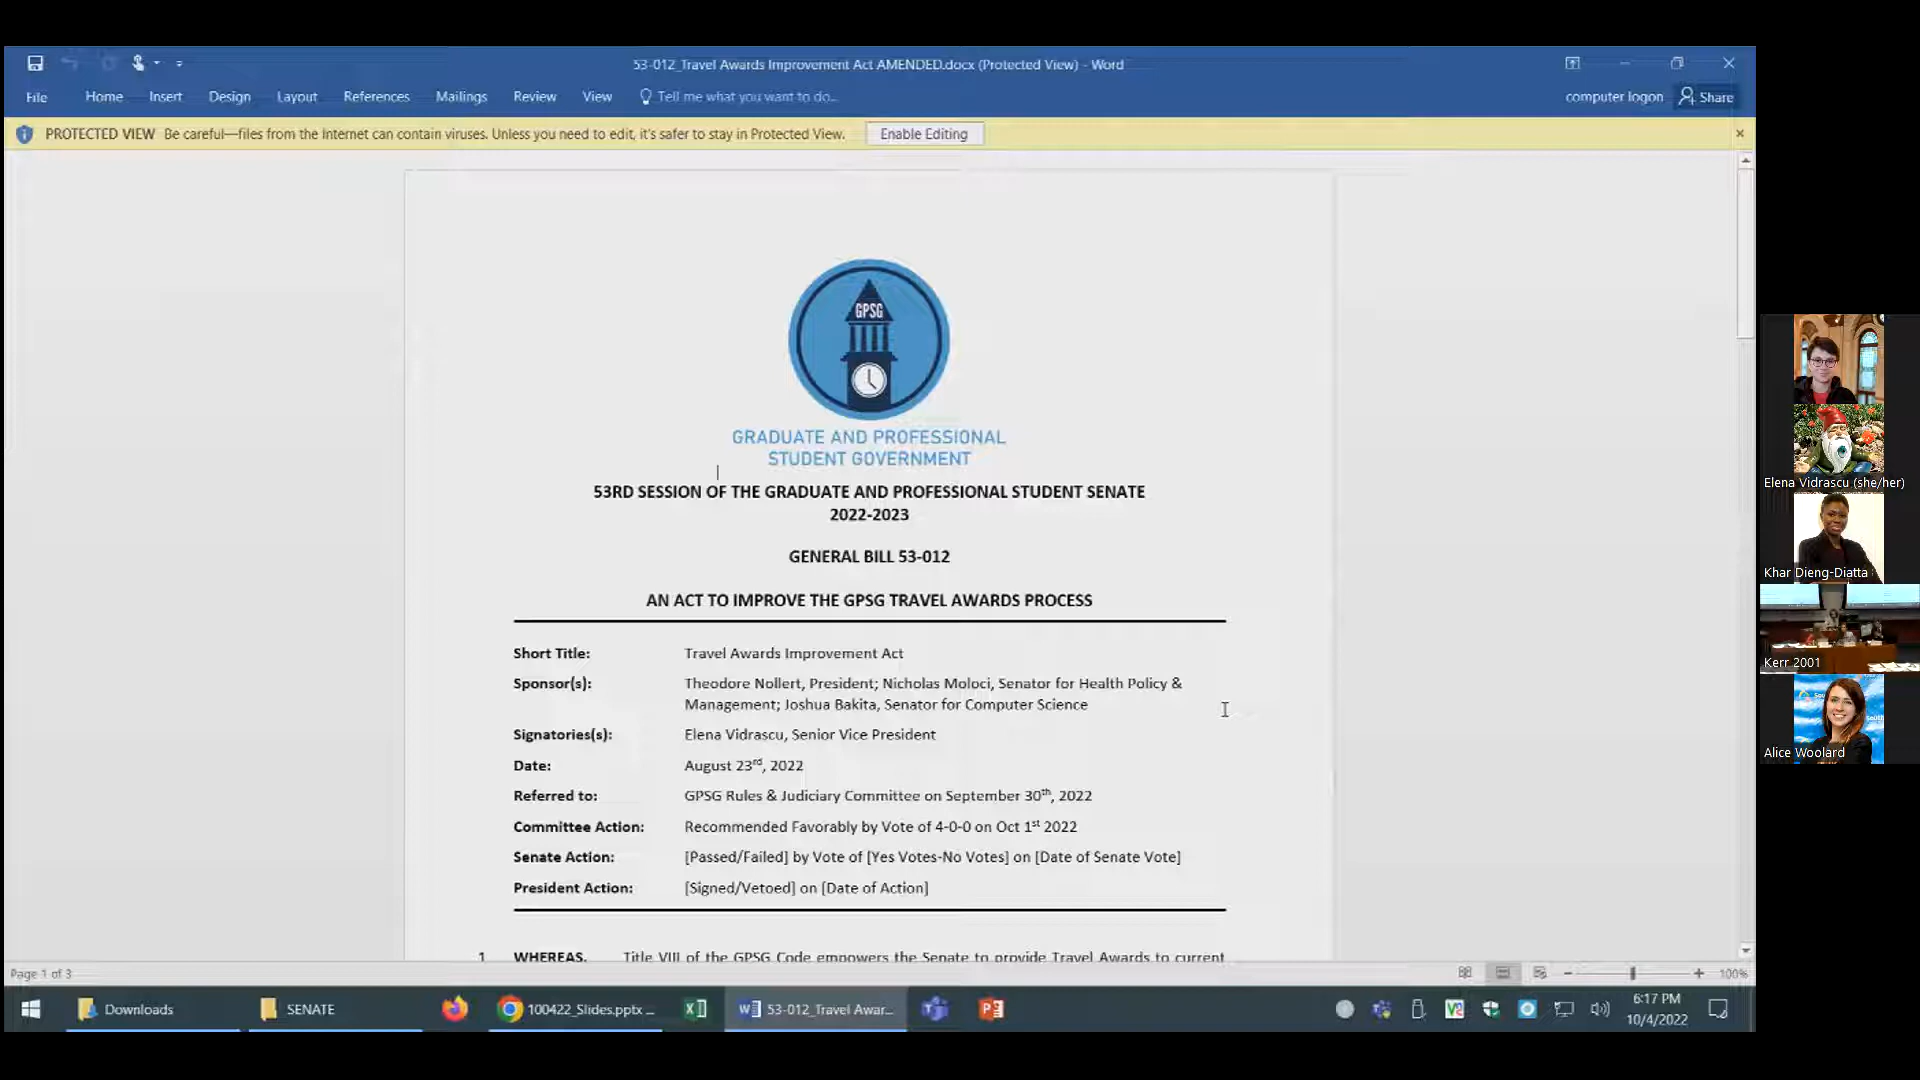 53-012_Travel Awards Improvement Act AMENDED.docx (Protected View) - Word
File Home Insert Design Layout References Mailings Review View Tell me what you want to do... computer logon Share
PROTECTED VIEW Be careful—files from the Internet can contain viruses. Unless you need to edit, it's safer to stay in Protected View. Enable Editing
GPSG
GRADUATE AND PROFESSIONAL
STUDENT GOVERNMENT
53RD SESSION OF THE GRADUATE AND PROFESSIONAL STUDENT SENATE
2022-2023
GENERAL BILL 53-012
AN ACT TO IMPROVE THE GPSG TRAVEL AWARDS PROCESS
Short Title: Travel Awards Improvement Act
Sponsor(s): Theodore Nollert, President; Nicholas Moloci, Senator for Health Policy &
Management; Joshua Bakita, Senator for Computer Science
Signatories(s): Elena Vidrascu, Senior Vice President
Date: August 23rd, 2022
Referred to: GPSG Rules & Judiciary Committee on September 30th, 2022
Committee Action: Recommended Favorably by Vote of 4-0-0 on Oct 1st 2022
Senate Action: [Passed/Failed] by Vote of [Yes Votes-No Votes] on [Date of Senate Vote]
President Action: [Signed/Vetoed] on [Date of Action]
1 WHEREAS, Title VIII of the GPSG Code empowers the Senate to provide Travel Awards to current
Page 1 of 3
100%
Downloads SENATE 100422_Slides.pptx ... 53-012_Travel Awar...
6:17 PM
10/4/2022
Elena Vidrascu (she/her)
Khar Dieng-Diatta
Kerr 2001
Alice Woolard